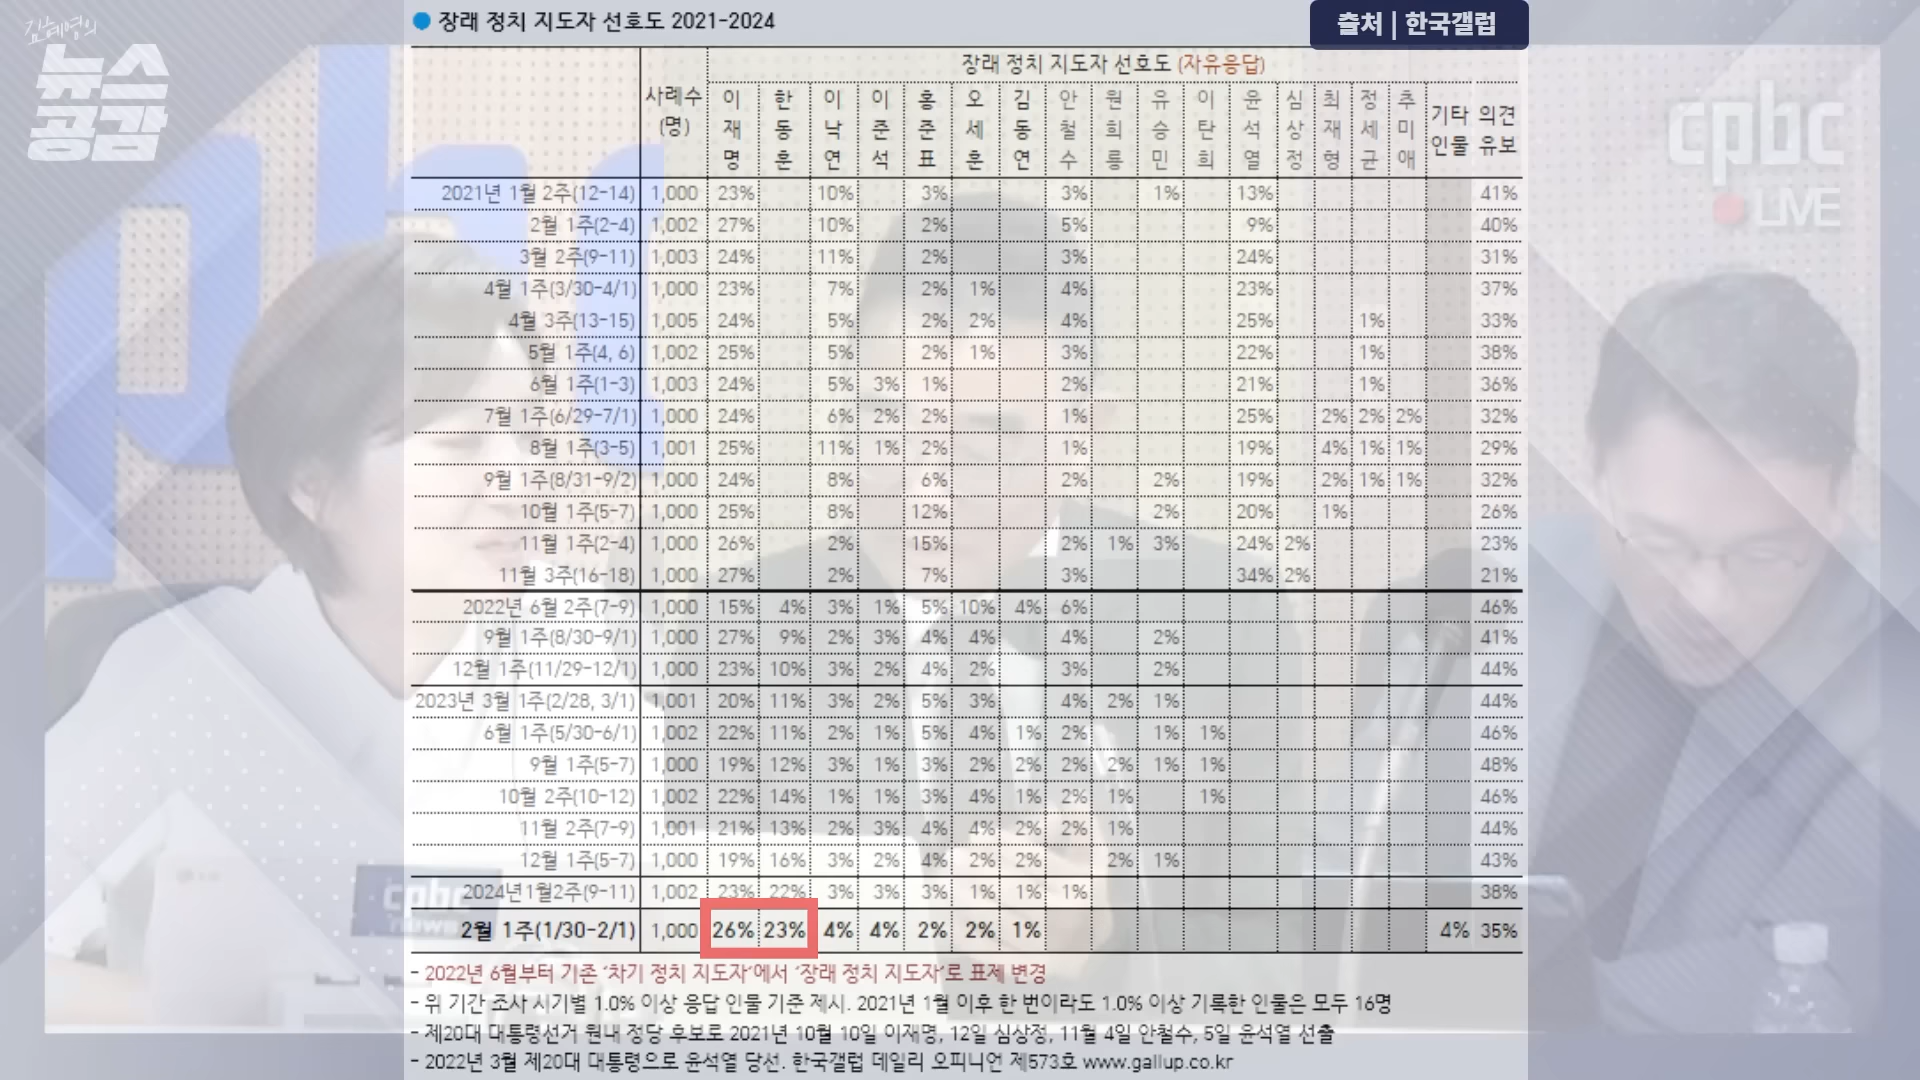 김혜영의
뉴스
공감
● 장래 정치 지도자 선호도 2021-2024
출처 | 한국갤럽
cpbc
LIVE
장래 정치 지도자 선호도 (자유응답)
사례수(명) 이재명 한동훈 이낙연 이준석 홍준표 오세훈 김동연 안철수 원희룡 유승민 이탄희 윤석열 심상정 최재형 정세균 추미애 기타인물 의견유보
2021년 1월 2주(12-14) 1,000 23% 10% 3% 3% 1% 13% 41%
2월 1주(2-4) 1,002 27% 10% 2% 5% 9% 40%
3월 2주(9-11) 1,003 24% 11% 2% 3% 24% 31%
4월 1주(3/30-4/1) 1,000 23% 7% 2% 1% 4% 23% 37%
4월 3주(13-15) 1,005 24% 5% 2% 2% 4% 25% 1% 33%
5월 1주(4, 6) 1,002 25% 5% 2% 1% 3% 22% 1% 38%
6월 1주(1-3) 1,003 24% 5% 3% 1% 2% 21% 1% 36%
7월 1주(6/29-7/1) 1,000 24% 6% 2% 2% 1% 25% 2% 2% 2% 32%
8월 1주(3-5) 1,001 25% 11% 1% 2% 1% 19% 4% 1% 1% 29%
9월 1주(8/31-9/2) 1,000 24% 8% 6% 2% 2% 19% 2% 1% 1% 32%
10월 1주(5-7) 1,000 25% 8% 12% 2% 20% 1% 26%
11월 1주(2-4) 1,000 26% 2% 15% 2% 1% 3% 24% 2% 23%
11월 3주(16-18) 1,000 27% 2% 7% 3% 34% 2% 21%
2022년 6월 2주(7-9) 1,000 15% 4% 3% 1% 5% 10% 4% 6% 46%
9월 1주(8/30-9/1) 1,000 27% 9% 2% 3% 4% 4% 4% 2% 41%
12월 1주(11/29-12/1) 1,000 23% 10% 3% 2% 4% 2% 3% 2% 44%
2023년 3월 1주(2/28, 3/1) 1,001 20% 11% 3% 2% 5% 3% 4% 2% 1% 44%
6월 1주(5/30-6/1) 1,002 22% 11% 2% 1% 5% 4% 1% 2% 1% 1% 46%
9월 1주(5-7) 1,000 19% 12% 3% 1% 3% 2% 2% 2% 2% 1% 1% 48%
10월 2주(10-12) 1,002 22% 14% 1% 1% 3% 4% 1% 2% 1% 1% 46%
11월 2주(7-9) 1,001 21% 13% 2% 3% 4% 4% 2% 2% 1% 44%
12월 1주(5-7) 1,000 19% 16% 3% 2% 4% 2% 2% 2% 1% 43%
2024년1월2주(9-11) 1,002 23% 22% 3% 3% 3% 1% 1% 1% 38%
2월 1주(1/30-2/1) 1,000 26% 23% 4% 4% 2% 2% 1% 4% 35%
- 2022년 6월부터 기존 '차기 정치 지도자'에서 '장래 정치 지도자'로 표제 변경
- 위 기간 조사 시기별 1.0% 이상 응답 인물 기준 제시. 2021년 1월 이후 한 번이라도 1.0% 이상 기록한 인물은 모두 16명
- 제20대 대통령선거 원내 정당 후보로 2021년 10월 10일 이재명, 12일 심상정, 11월 4일 안철수, 5일 윤석열 선출
- 2022년 3월 제20대 대통령으로 윤석열 당선. 한국갤럽 데일리 오피니언 제573호 www.gallup.co.kr
cpbc
news